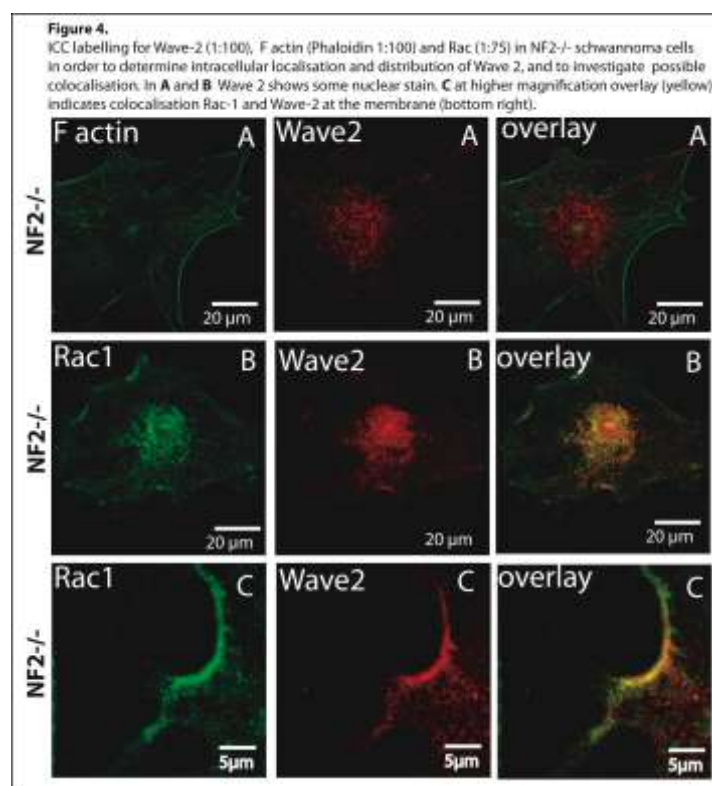 Figure 4.
ICC labelling for Wave-2 (1:100), F actin (Phaloidin 1:100) and Rac (1:75) in NF2-/- schwannoma cells
in order to determine intracellular localisation and distribution of Wave 2, and to investigate possible
colocalisation. In A and B Wave 2 shows some nuclear stain. C at higher magnification overlay (yellow)
indicates colocalisation Rac-1 and Wave-2 at the membrane (bottom right).
F actin A Wave2 A overlay A
NF2-/-
20 µm 20 µm 20 µm
Rac1 B Wave2 B overlay B
NF2-/-
20 µm 20 µm 20 µm
Rac1 C Wave2 C overlay C
NF2-/-
5µm 5µm 5µm